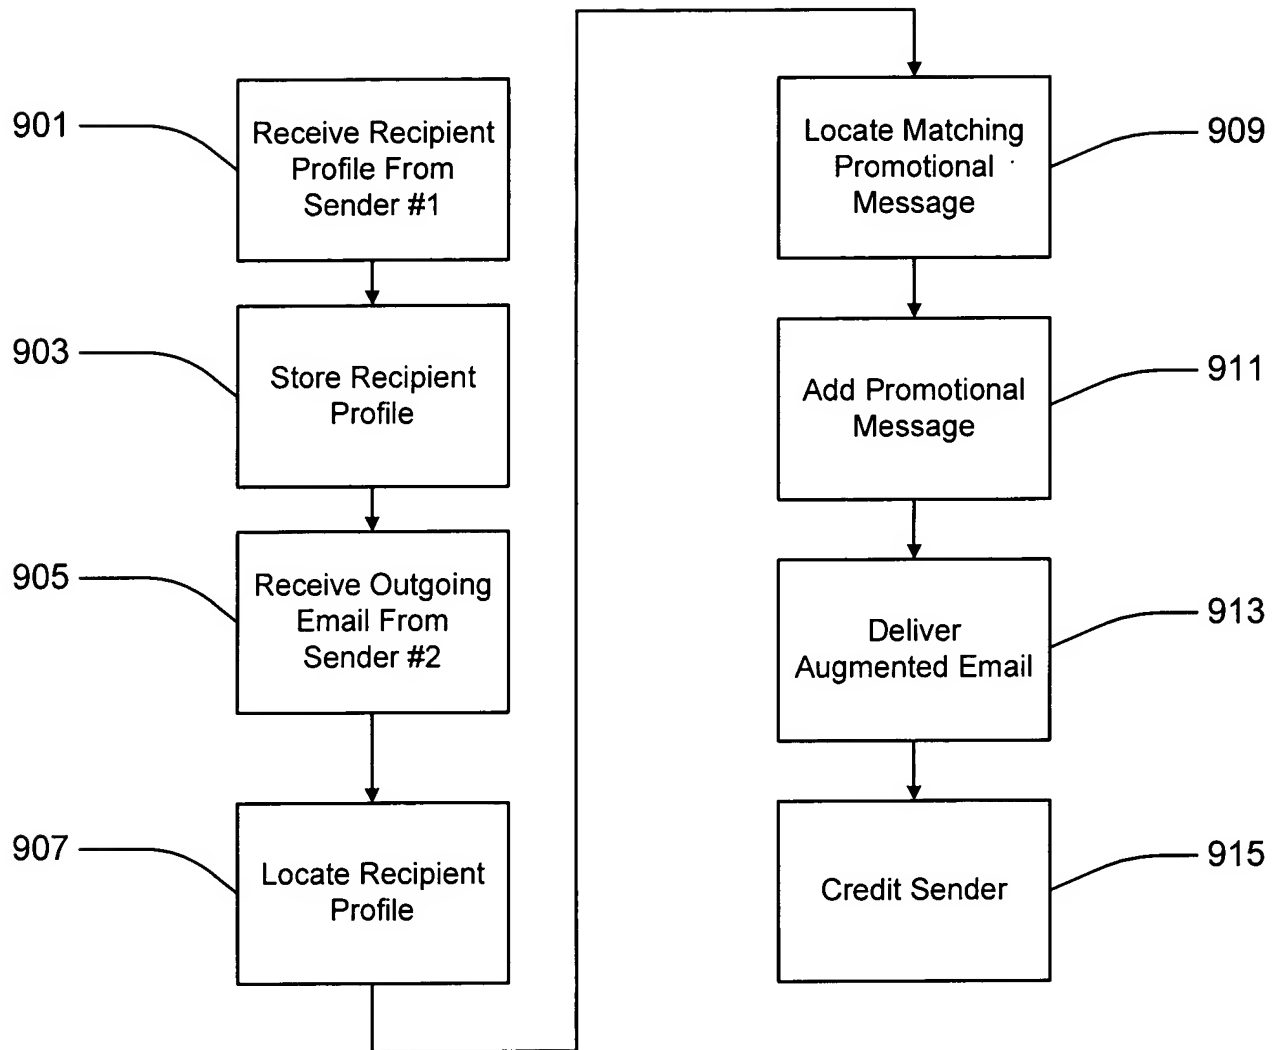 901
Receive Recipient
Profile From
Sender #1
903
Store Recipient
Profile
905
Receive Outgoing
Email From
Sender #2
907
Locate Recipient
Profile
Locate Matching
Promotional
Message
909
Add Promotional
Message
911
Deliver
Augmented Email
913
Credit Sender
915